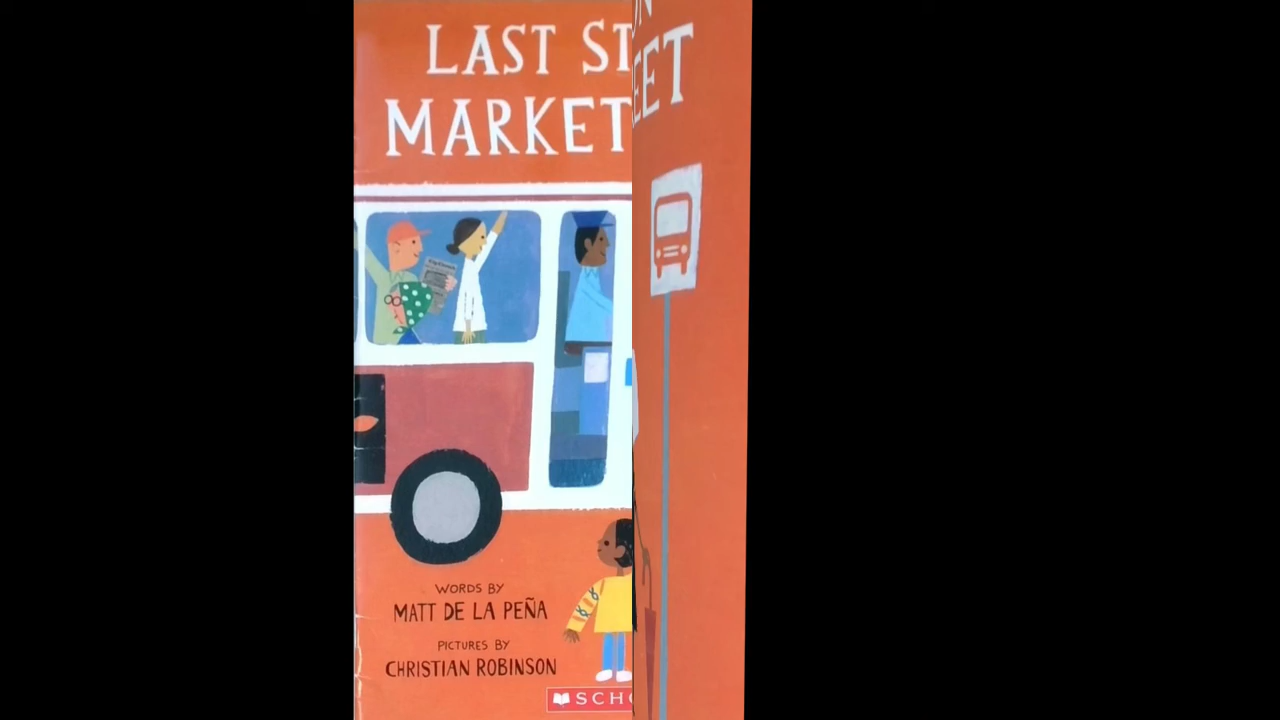 LAST ST
MARKET
N
EET
WORDS BY
MATT DE LA PEÑA
PICTURES BY
CHRISTIAN ROBINSON
SCHO